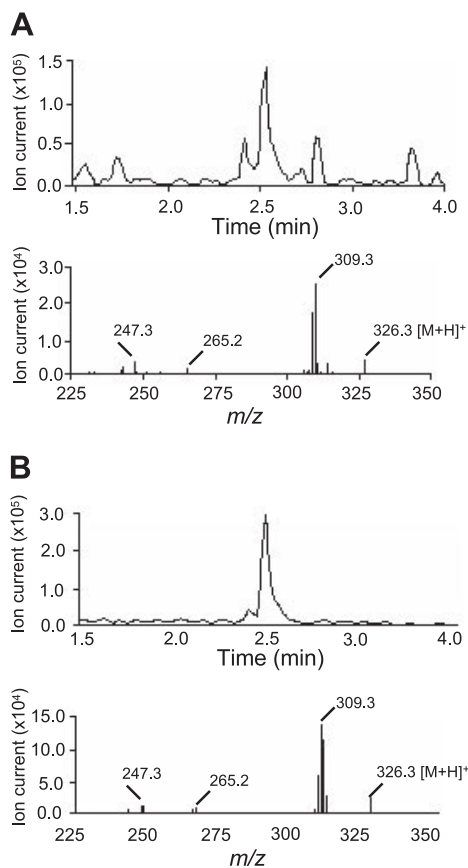 A
Ion current (x10⁵)
1.5
1.0
0.5
0.0
1.5 2.0 2.5 3.0 4.0
Time (min)
Ion current (x10⁴)
3.0
2.0
1.0
0.0
309.3
247.3
265.2
326.3 [M+H]⁺
225 250 275 300 325 350
m/z
B
Ion current (x10⁵)
3.0
2.0
1.0
0.0
1.5 2.0 2.5 3.0 4.0
Time (min)
Ion current (x10⁴)
15.0
10.0
5.0
0.0
309.3
247.3
265.2
326.3 [M+H]⁺
225 250 275 300 325 350
m/z